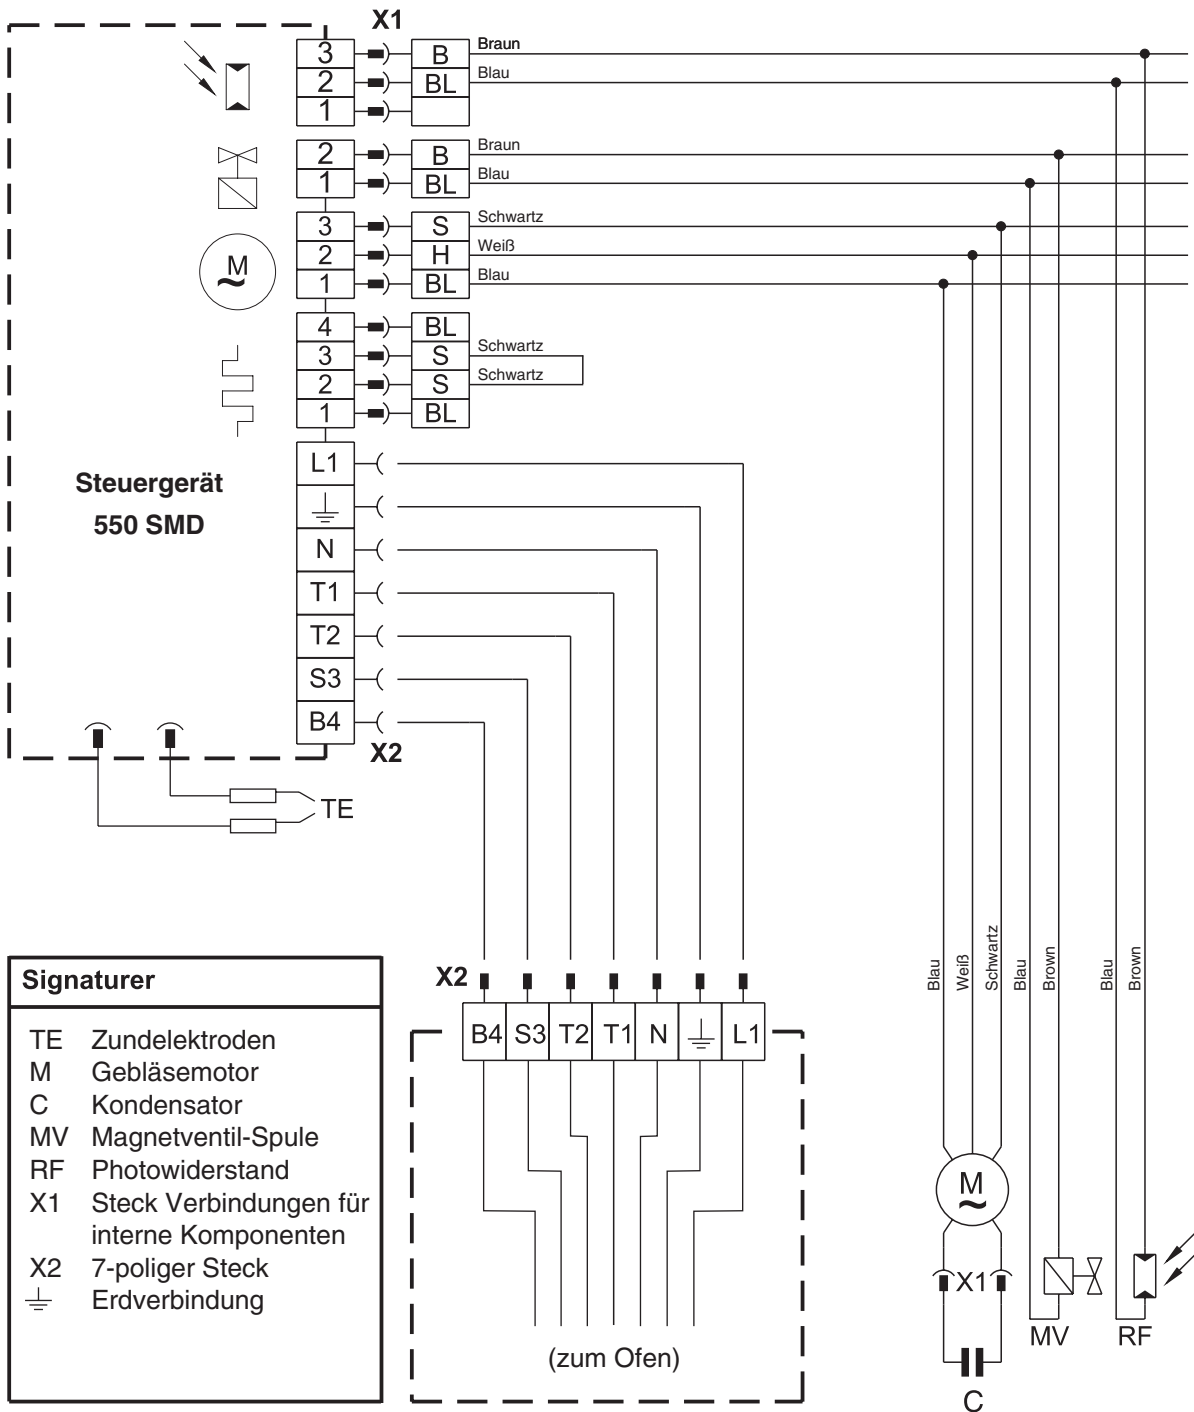 X1
3 B Braun
2 BL Blau
1
2 B Braun
1 BL Blau
3 S Schwartz
2 H Weiß
1 BL Blau
M
~
4 BL
3 S Schwartz
2 S Schwartz
1 BL
L1
Steuergerät
550 SMD
N
T1
T2
S3
B4
X2
TE
Blau
Weiß
Schwartz
Blau
Brown
Blau
Brown
Signaturer
TE Zundelektroden
M Gebläsemotor
C Kondensator
MV Magnetventil-Spule
RF Photowiderstand
X1 Steck Verbindungen für
interne Komponenten
X2 7-poliger Steck
Erdverbindung
X2
B4 S3 T2 T1 N L1
(zum Ofen)
M
~
X1
MV
RF
C